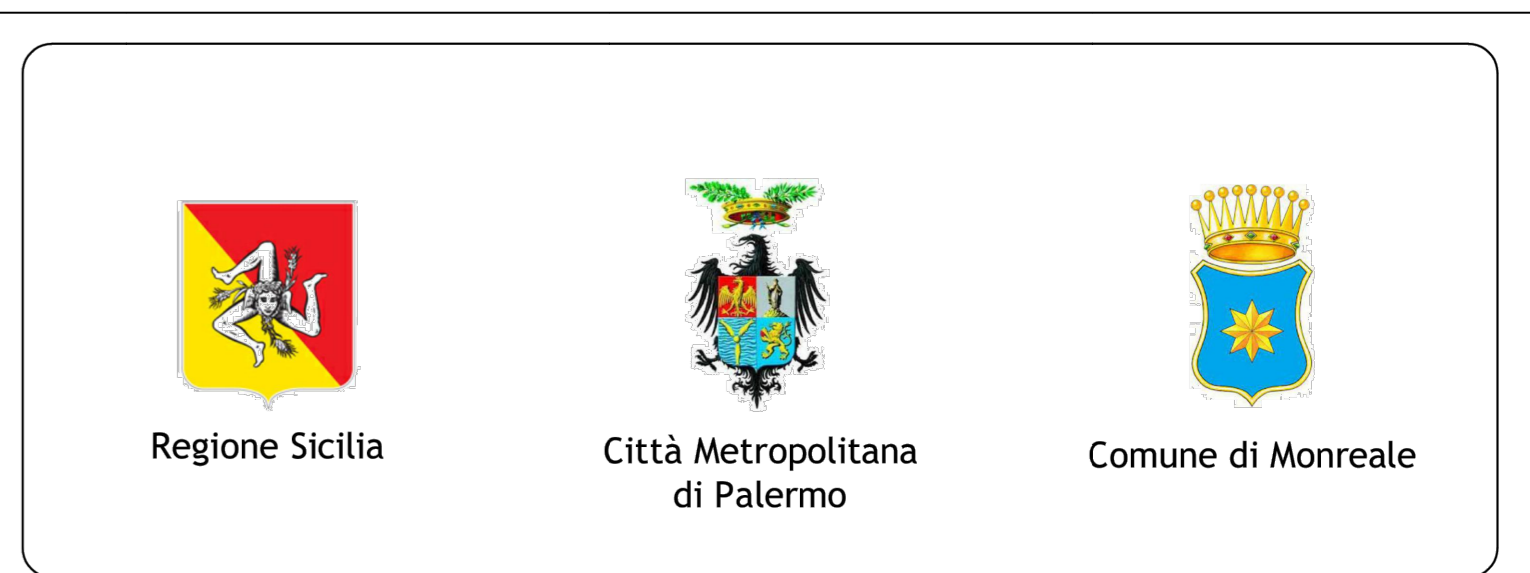 Regione Sicilia
Città Metropolitana
di Palermo
Comune di Monreale